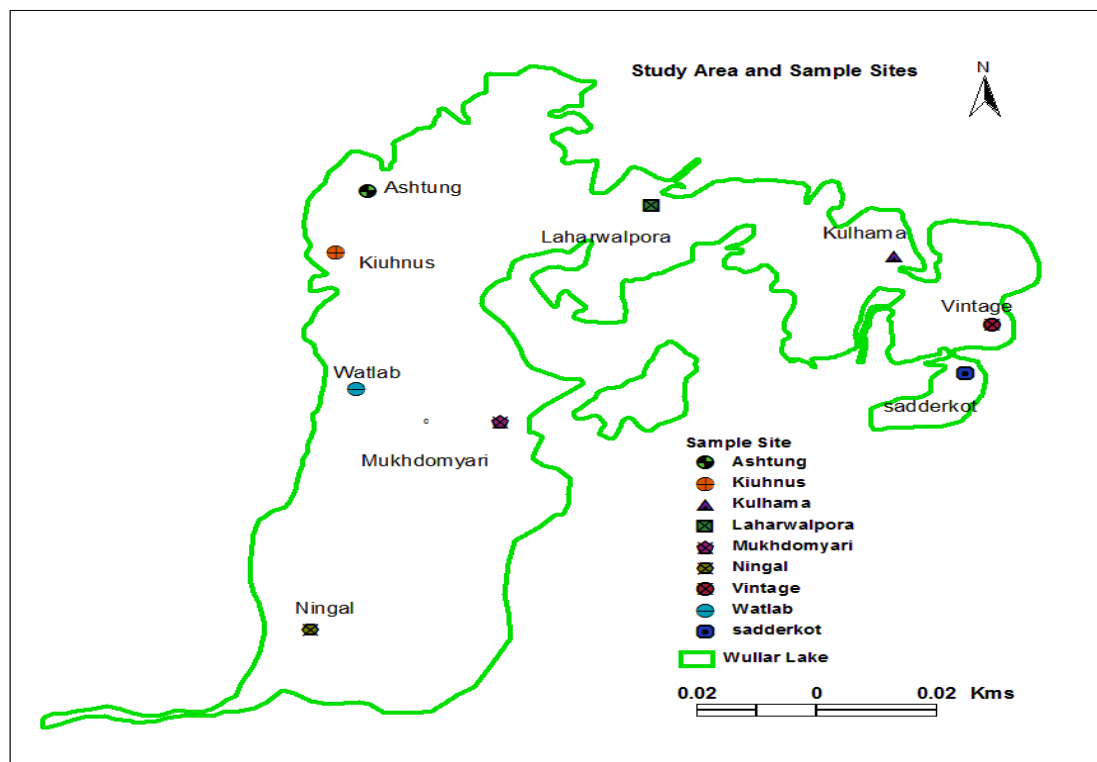 Study Area and Sample Sites
N
Ashtung
Laharwalpora
Kulhama
Kiuhnus
Vintage
Watlab
sadderkot
Mukhdomyari
Ningal
Sample Site
Ashtung
Kiuhnus
Kulhama
Laharwalpora
Mukhdomyari
Ningal
Vintage
Watlab
sadderkot
Wullar Lake
0.02 0 0.02 Kms